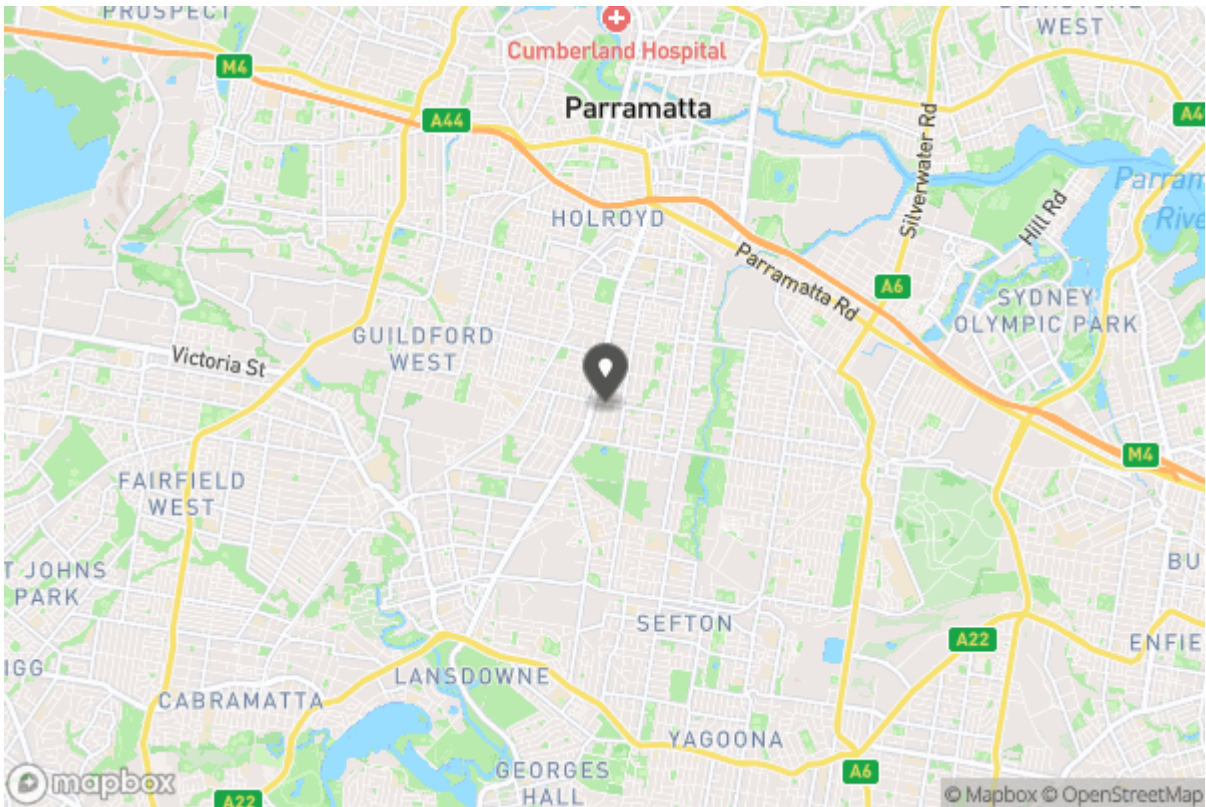 PROSPECT
WEST
Cumberland Hospital
M4
Parramatta
A44
Silverwater Rd
Parram
River
HOLROYD
Hill Rd
Parramatta Rd
A6
SYDNEY
OLYMPIC PARK
GUILDFORD
WEST
Victoria St
M4
FAIRFIELD
WEST
T JOHNS
PARK
BU
SEFTON
A22
ENFIE
IGG
LANSDOWNE
CABRAMATTA
YAGOONA
GEORGES
HALL
A6
A22
mapbox
© Mapbox © OpenStreetMap